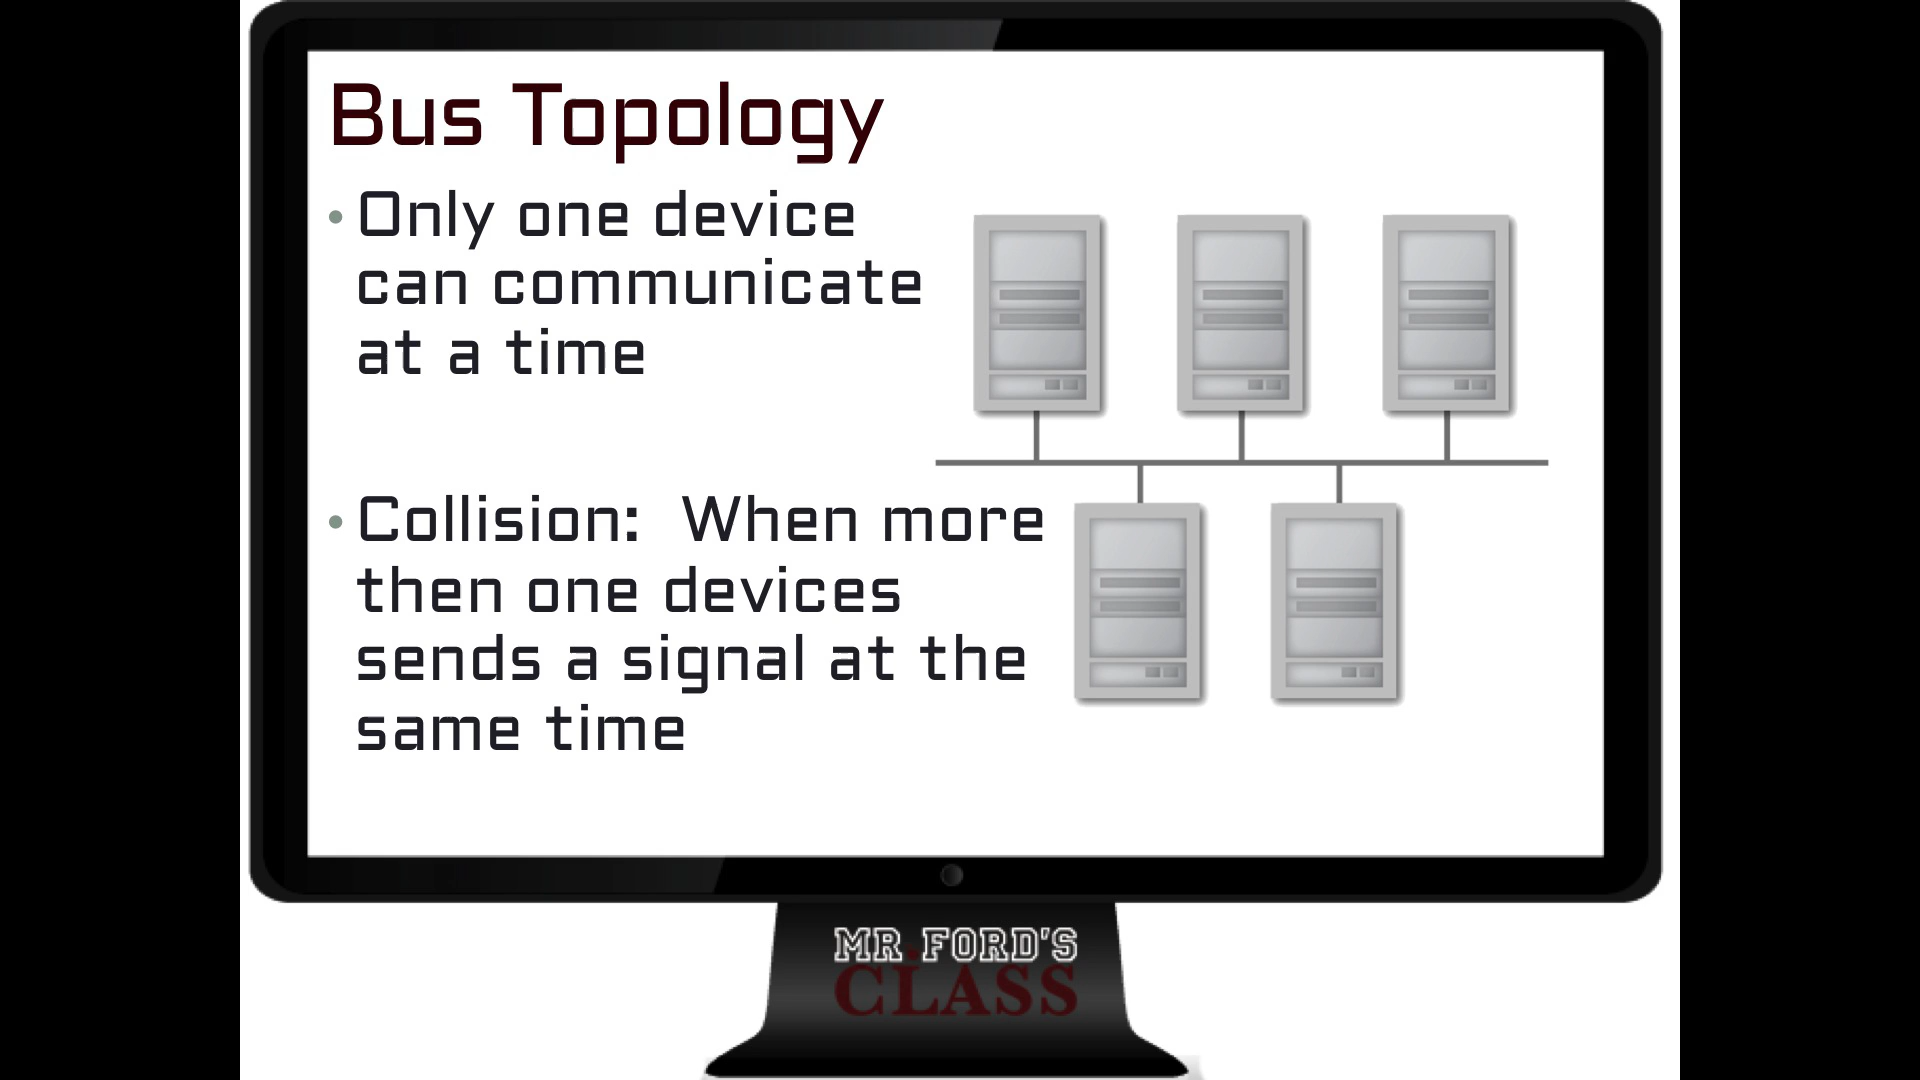 Bus Topology
• Only one device
can communicate
at a time
• Collision:  When more
then one devices
sends a signal at the
same time
MR FORD'S
CLASS